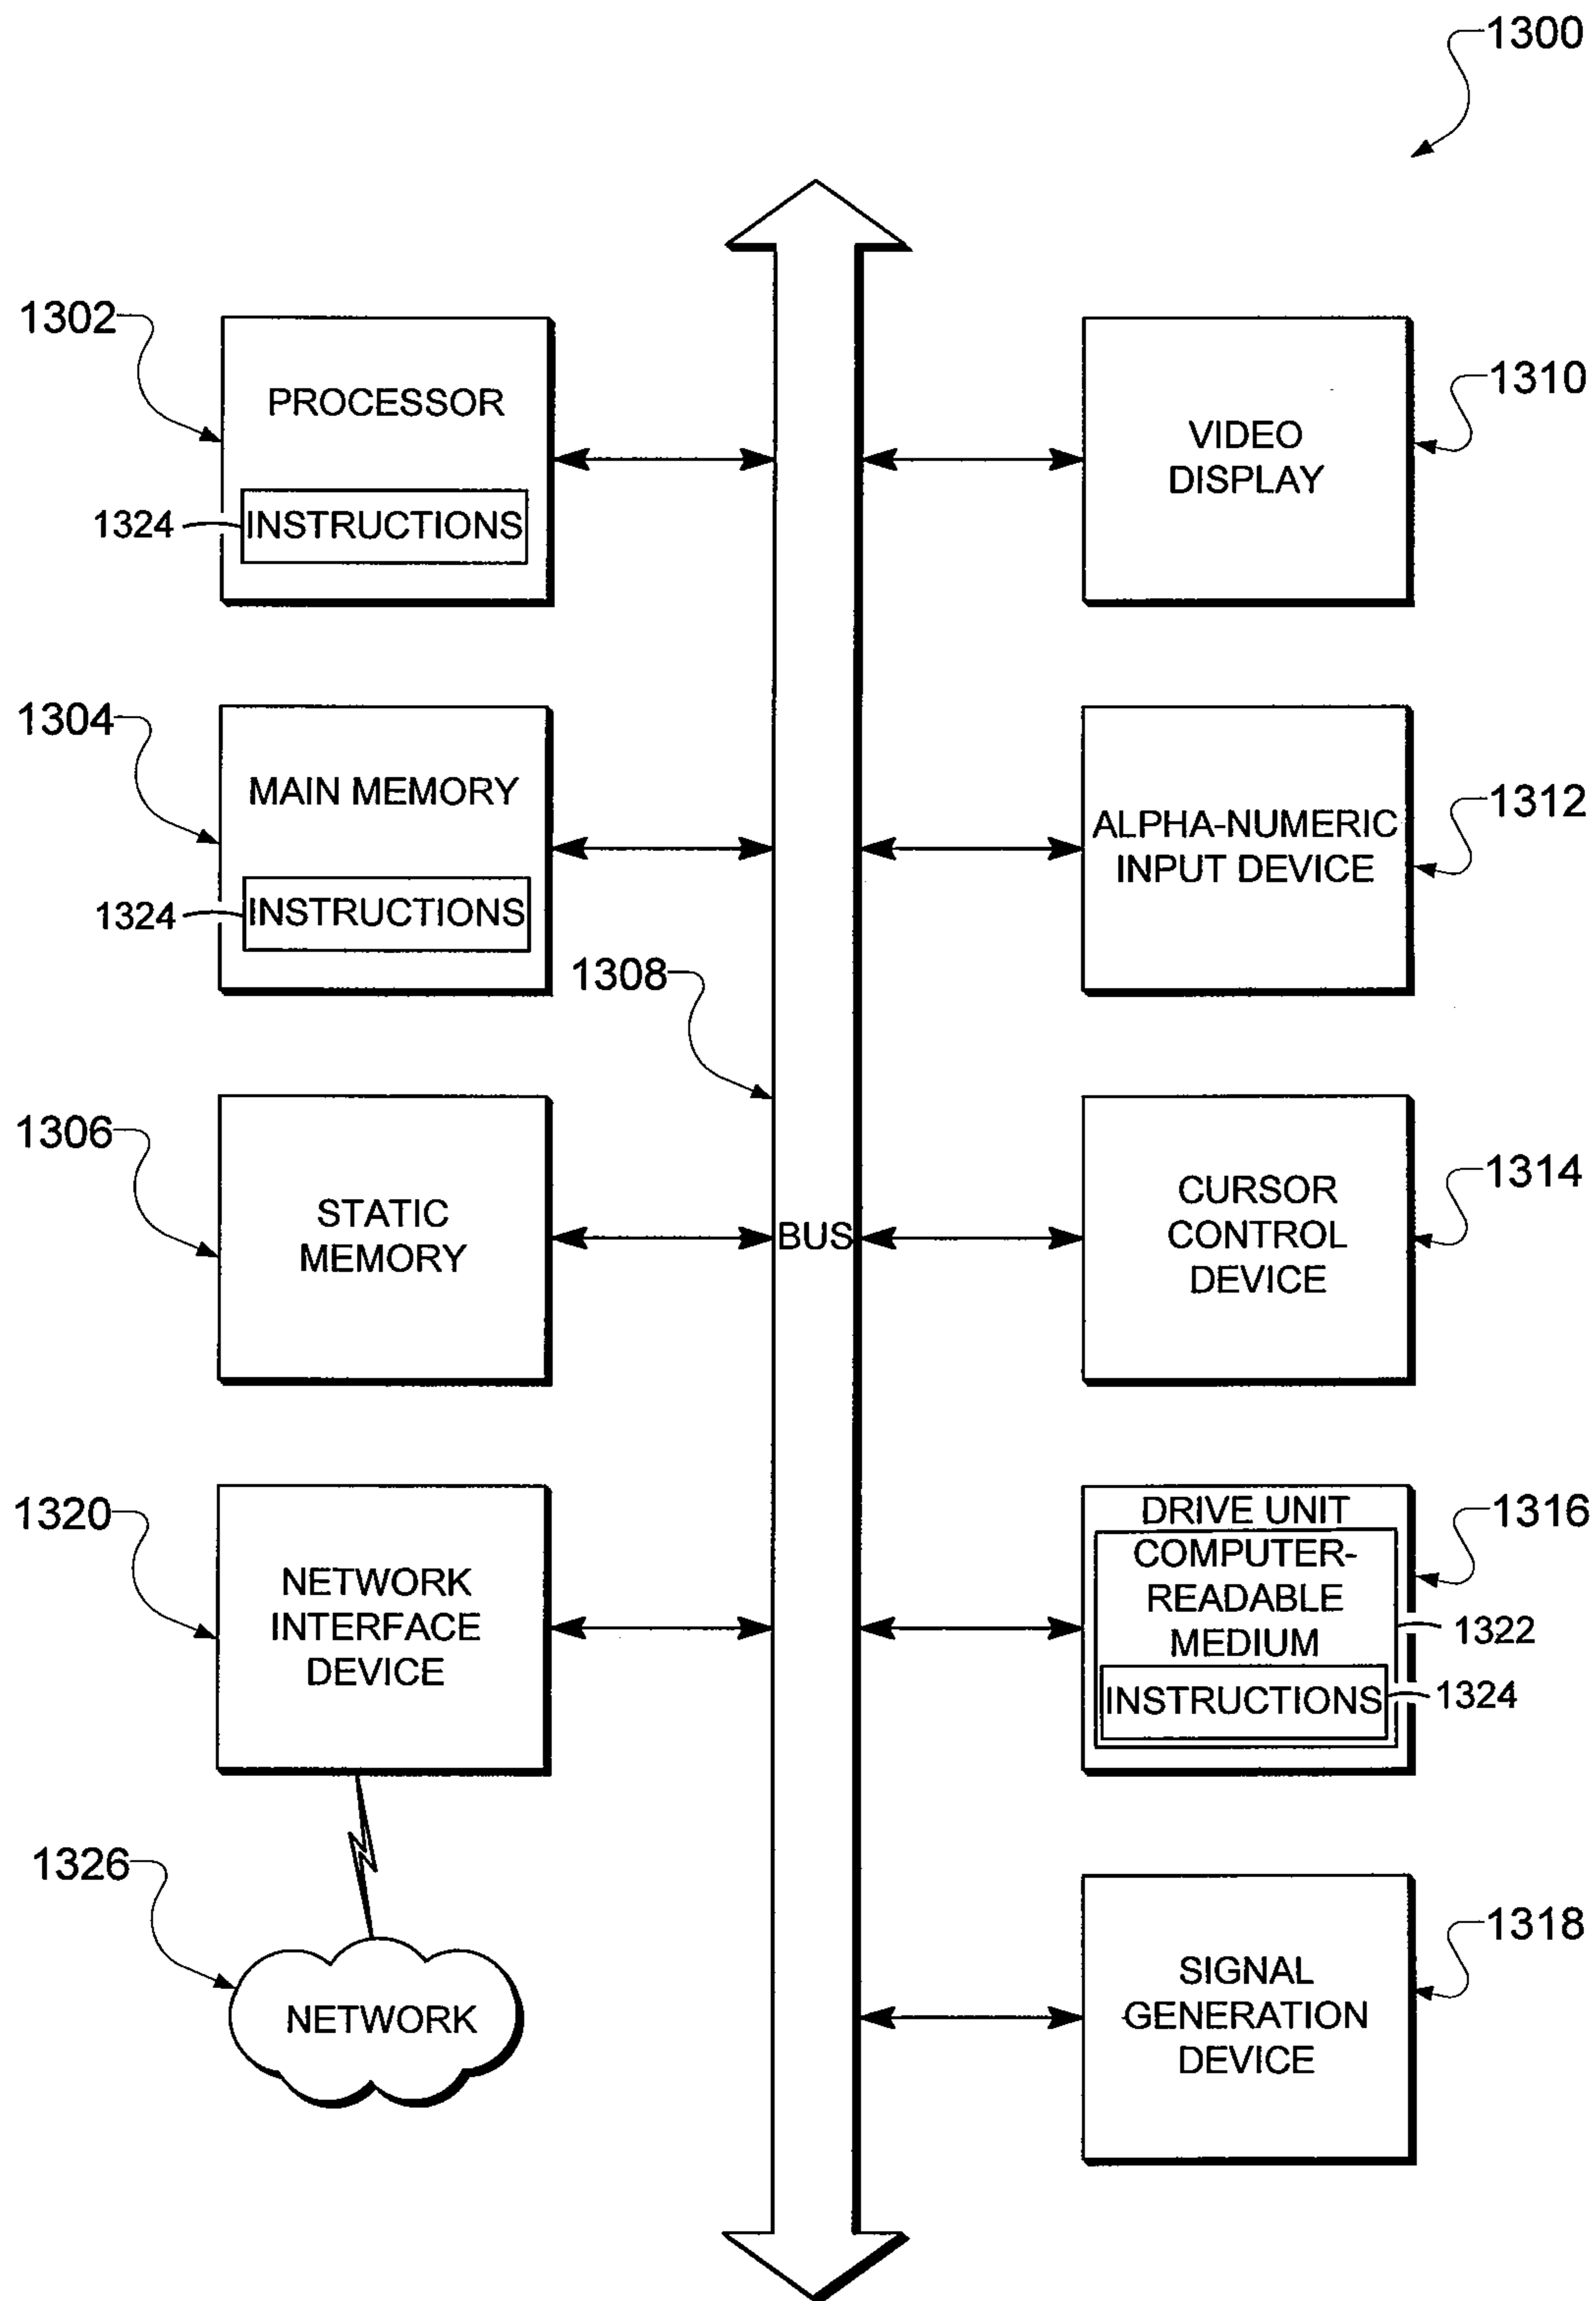 1300
1302
PROCESSOR
1324
INSTRUCTIONS
VIDEO
DISPLAY
1310
1304
MAIN MEMORY
1324
INSTRUCTIONS
ALPHA-NUMERIC
INPUT DEVICE
1312
1308
1306
STATIC
MEMORY
BUS
CURSOR
CONTROL
DEVICE
1314
1320
NETWORK
INTERFACE
DEVICE
DRIVE UNIT
COMPUTER-
READABLE
MEDIUM
INSTRUCTIONS
1316
1322
1324
1326
NETWORK
SIGNAL
GENERATION
DEVICE
1318